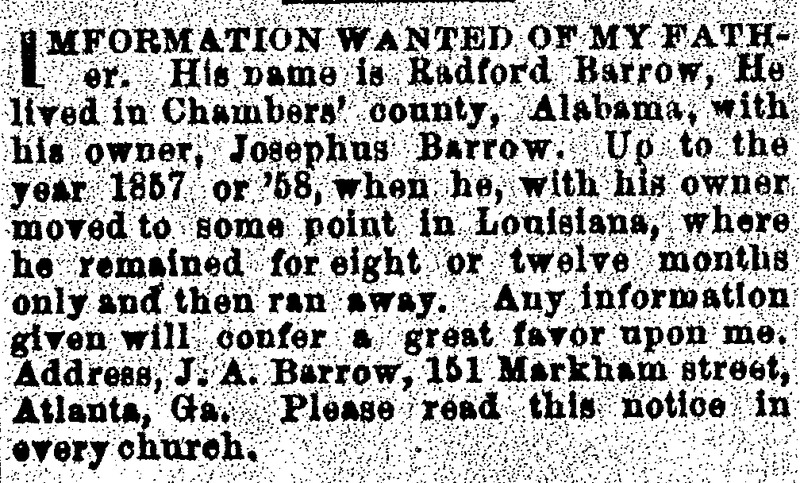 IMFORMATION WANTED OF MY FATH-
er. His name is Radford Barrow, He
lived in Chambers' county, Alabama, with
his owner, Josephus Barrow. Up to the
year 1857 or '58, when he, with his owner
moved to some point in Louisiana, where
he remained for eight or twelve months
only and then ran away. Any information
given will confer a great favor upon me.
Address, J. A. Barrow, 151 Markham street,
Atlanta, Ga. Please read this notice in
every church.